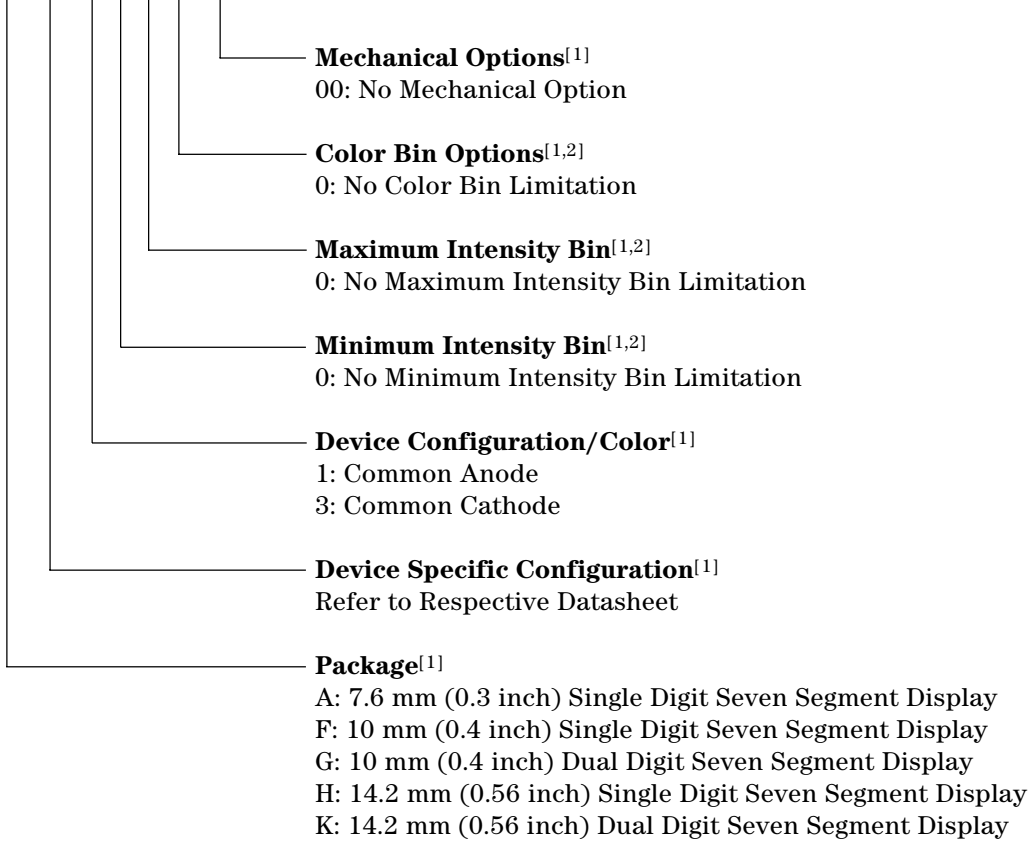 Mechanical Options[1]
00: No Mechanical Option
Color Bin Options[1,2]
0: No Color Bin Limitation
Maximum Intensity Bin[1,2]
0: No Maximum Intensity Bin Limitation
Minimum Intensity Bin[1,2]
0: No Minimum Intensity Bin Limitation
Device Configuration/Color[1]
1: Common Anode
3: Common Cathode
Device Specific Configuration[1]
Refer to Respective Datasheet
Package[1]
A: 7.6 mm (0.3 inch) Single Digit Seven Segment Display
F: 10 mm (0.4 inch) Single Digit Seven Segment Display
G: 10 mm (0.4 inch) Dual Digit Seven Segment Display
H: 14.2 mm (0.56 inch) Single Digit Seven Segment Display
K: 14.2 mm (0.56 inch) Dual Digit Seven Segment Display